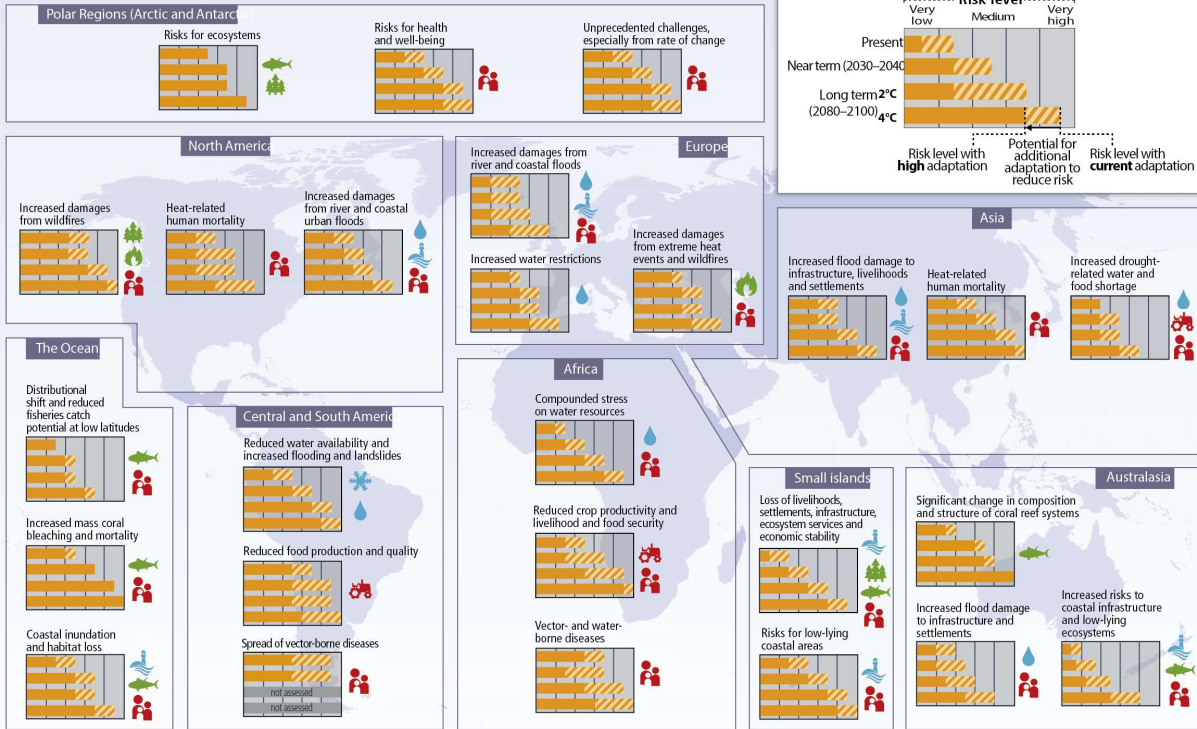 Polar Regions (Arctic and Antarctic
Risks for ecosystems
Risks for health
and well-being
Unprecedented challenges,
especially from rate of change
Risk level
Very
low
Medium
Very
high
Present
Near term (2030–2040
Long term 2°C
(2080–2100) 4°C
Risk level with
high adaptation
Potential for
additional
adaptation to
reduce risk
Risk level with
current adaptation
North America
Increased damages
from wildfires
Heat-related
human mortality
Increased damages
from river and coastal
urban floods
Europe
Increased damages from
river and coastal floods
Increased water restrictions
Increased damages
from extreme heat
events and wildfires
Asia
Increased flood damage to
infrastructure, livelihoods
and settlements
Heat-related
human mortality
Increased drought-
related water and
food shortage
The Ocean
Distributional
shift and reduced
fisheries catch
potential at low latitudes
Increased mass coral
bleaching and mortality
Coastal inundation
and habitat loss
Central and South Americ
Reduced water availability and
increased flooding and landslides
Reduced food production and quality
Spread of vector-borne diseases
not assessed
not assessed
Africa
Compounded stress
on water resources
Reduced crop productivity and
livelihood and food security
Vector- and water-
borne diseases
Small islands
Loss of livelihoods,
settlements, infrastructure,
ecosystem services and
economic stability
Risks for low-lying
coastal areas
Australasia
Significant change in composition
and structure of coral reef systems
Increased flood damage
to infrastructure and
settlements
Increased risks to
coastal infrastructure
and low-lying
ecosystems